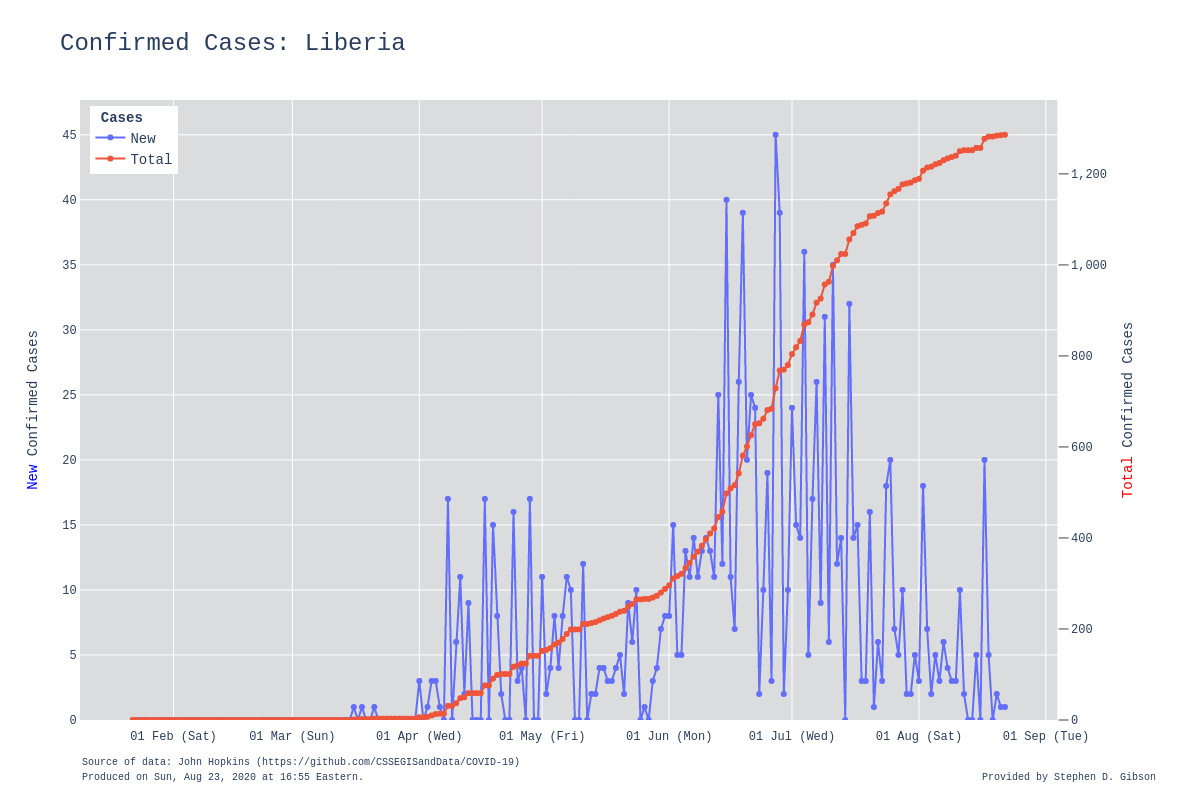 Confirmed Cases: Liberia
Cases
New
Total
45
40
35
30
25
20
15
10
5
0
New Confirmed Cases
1,200
1,000
800
600
400
200
0
Total Confirmed Cases
01 Feb (Sat)
01 Mar (Sun)
01 Apr (Wed)
01 May (Fri)
01 Jun (Mon)
01 Jul (Wed)
01 Aug (Sat)
01 Sep (Tue)
Source of data: John Hopkins (https://github.com/CSSEGISandData/COVID-19)
Produced on Sun, Aug 23, 2020 at 16:55 Eastern.
Provided by Stephen D. Gibson